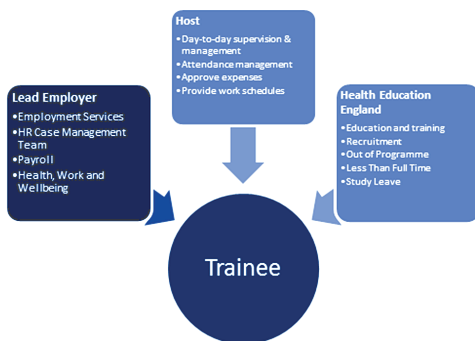 Host
•Day-to-day supervision &
management
•Attendance management
•Approve expenses
•Provide work schedules
Lead Employer
•Employment Services
•HR Case Management
Team
•Payroll
•Health, Work and
Wellbeing
Health Education
England
•Education and training
•Recruitment
•Out of Programme
•Less Than Full Time
•Study Leave
Trainee